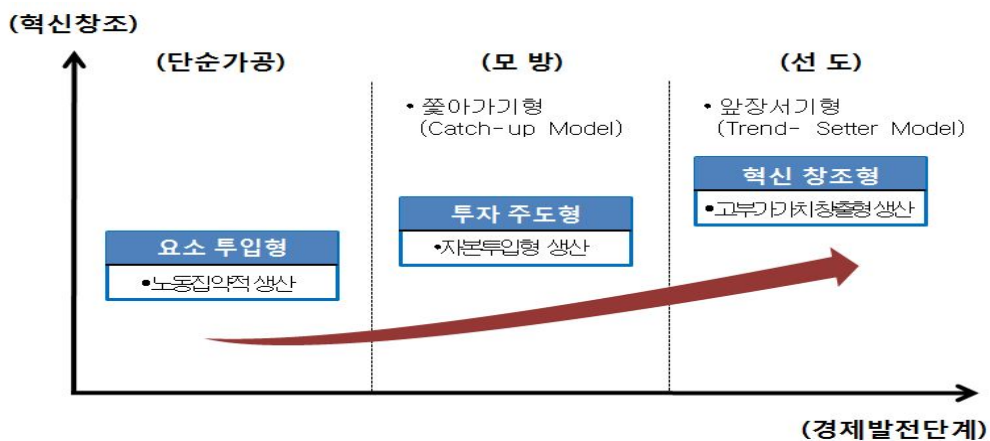 (혁신창조)
(단순가공)
(모 방)
(선 도)
• 쫓아가기형
(Catch-up Model)
• 앞장서기형
(Trend- Setter Model)
혁신 창조형
•고부가가치창출형 생산
투자 주도형
•자본투입형 생산
요소 투입형
•노동집약적 생산
(경제발전단계)